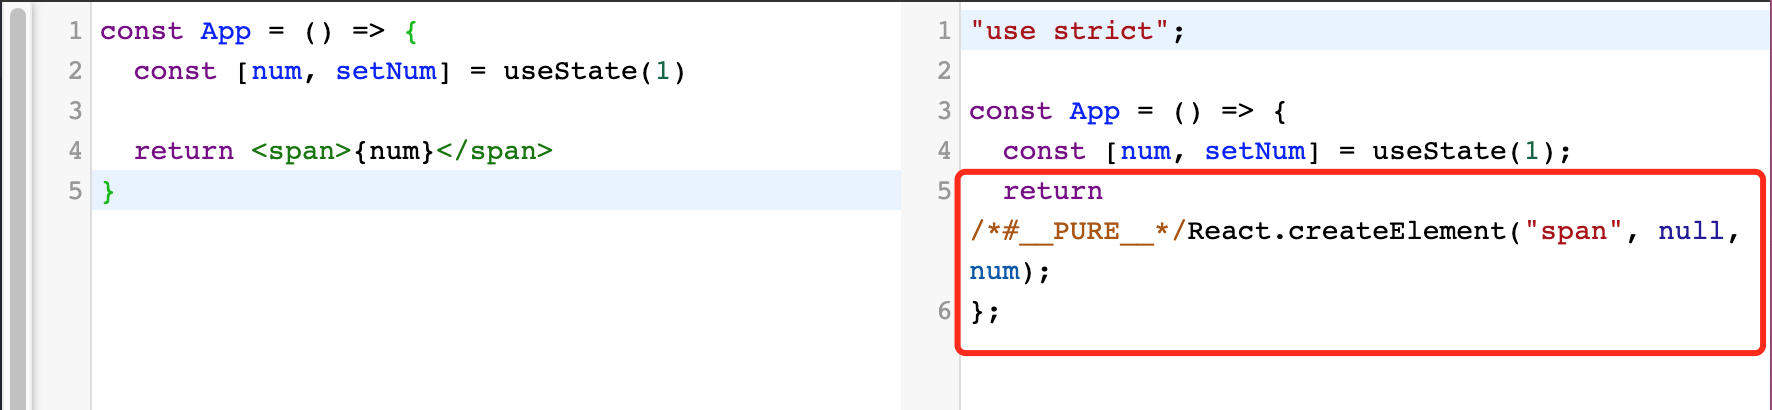 1 const App = () => {
2   const [num, setNum] = useState(1)
3
4   return <span>{num}</span>
5 }
1 "use strict";
2
3 const App = () => {
4   const [num, setNum] = useState(1);
5   return
/*#__PURE__*/React.createElement("span", null,
num);
6 };